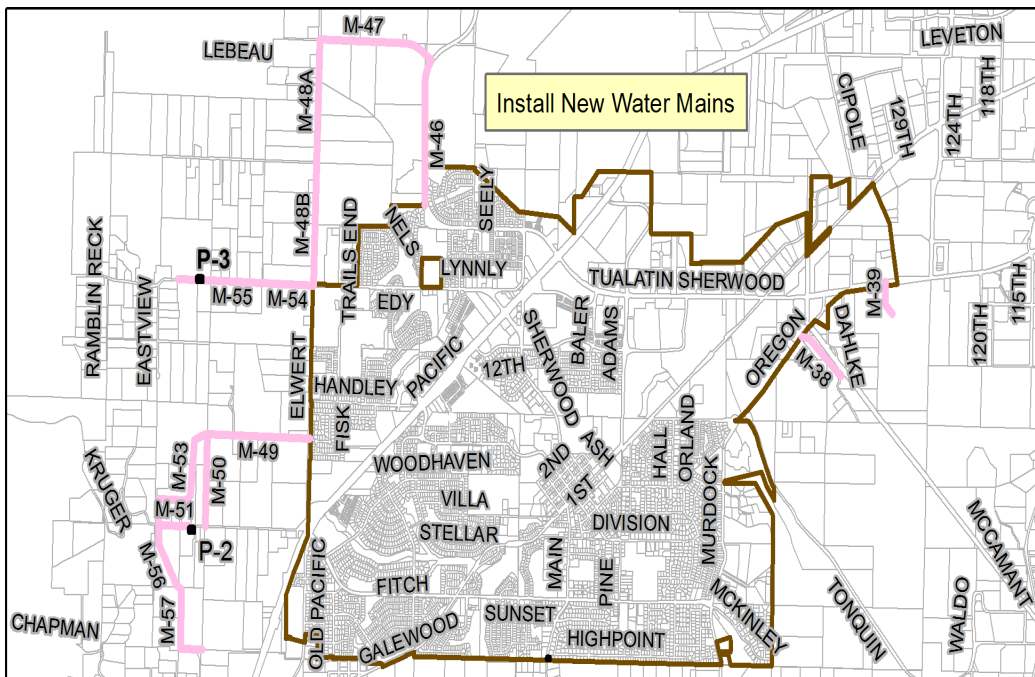 M-47
LEBEAU
LEVETON
Install New Water Mains
M-48A
CIPOLE
129TH
124TH
118TH
M-46
SEELY
NELS
TRAILS END
M-48B
RAMBLIN RECK
EASTVIEW
P-3
M-55
M-54
LYNNLY
EDY
TUALATIN SHERWOOD
M-39
115TH
120TH
DAHLKE
OREGON
M-38
ELWERT
PACIFIC
SHERWOOD
BALER
ADAMS
12TH
HANDLEY
FISK
M-49
M-53
M-50
KRUGER
M-51
P-2
M-56
M-57
CHAPMAN
WOODHAVEN
VILLA
STELLAR
2ND
ASH
1ST
HALL
ORLAND
MURDOCK
DIVISION
MAIN
PINE
FITCH
SUNSET
OLD PACIFIC
GALEWOOD
HIGHPOINT
MCKINLEY
TONQUIN
MCCAMANT
WALDO